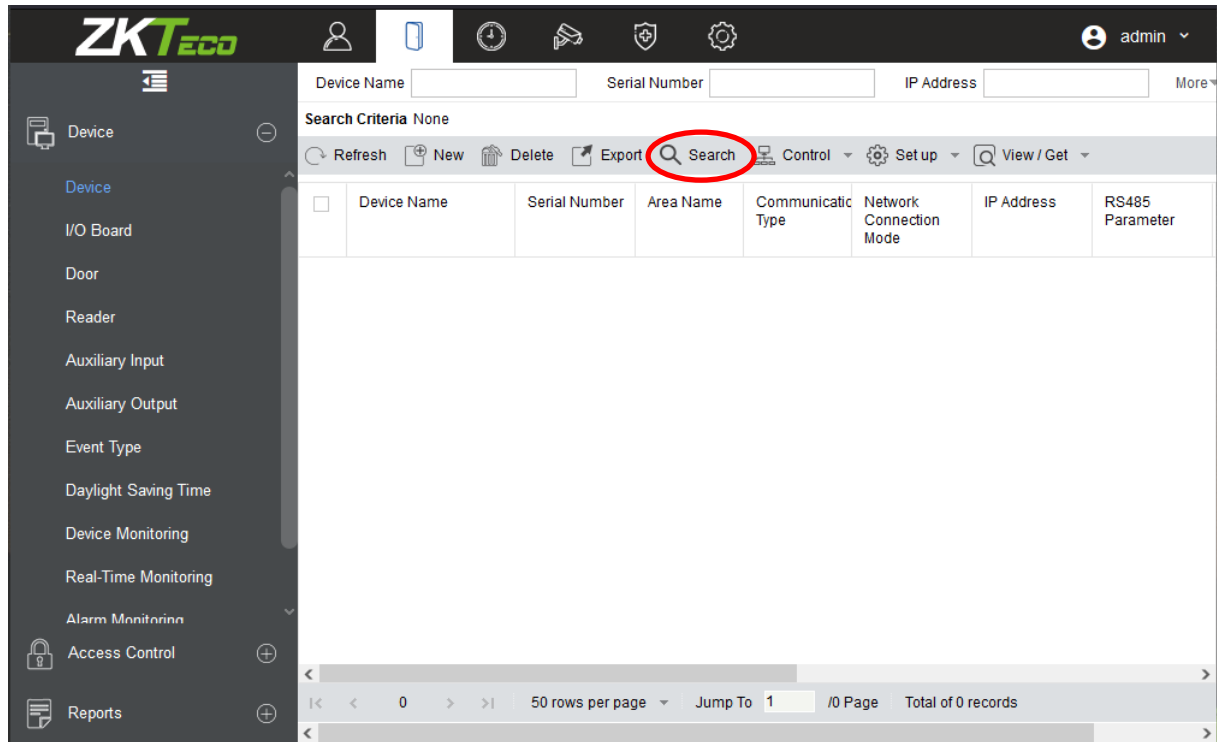 ZKTeco
admin
Device Name Serial Number IP Address More
Search Criteria None
Refresh New Delete Export Search Control Set up View / Get
Device Name Serial Number Area Name Communicatic Type Network Connection Mode IP Address RS485 Parameter
Device
Device
I/O Board
Door
Reader
Auxiliary Input
Auxiliary Output
Event Type
Daylight Saving Time
Device Monitoring
Real-Time Monitoring
Alarm Monitoring
Access Control
Reports
0 50 rows per page Jump To 1 /0 Page Total of 0 records